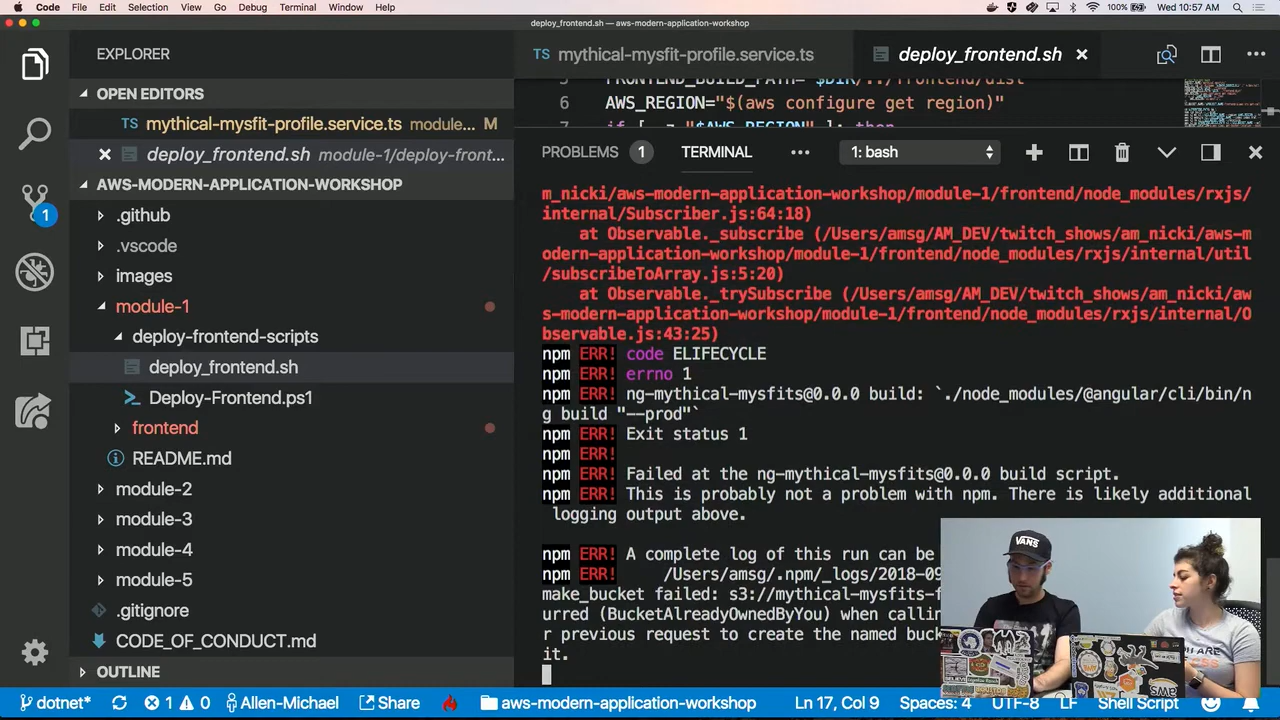 Code File Edit Selection View Go Debug Terminal Window Help 100% Wed 10:57 AM
deploy_frontend.sh — aws-modern-application-workshop
EXPLORER
OPEN EDITORS
TS mythical-mysfit-profile.service.ts module... M
deploy_frontend.sh module-1/deploy-front...
AWS-MODERN-APPLICATION-WORKSHOP
.github
1
.vscode
images
module-1
deploy-frontend-scripts
deploy_frontend.sh
Deploy-Frontend.ps1
frontend
README.md
module-2
module-3
module-4
module-5
.gitignore
CODE_OF_CONDUCT.md
OUTLINE
TS mythical-mysfit-profile.service.ts deploy_frontend.sh
5 FRONTEND_BUILD_PATH="$DIR/../frontend/dist"
6 AWS_REGION="$(aws configure get region)"
7 if [ -z "$AWS_REGION" ]; then
PROBLEMS 1 TERMINAL 1: bash
m_nicki/aws-modern-application-workshop/module-1/frontend/node_modules/rxjs/
internal/Subscriber.js:64:18)
at Observable._subscribe (/Users/amsg/AM_DEV/twitch_shows/am_nicki/aws-m
odern-application-workshop/module-1/frontend/node_modules/rxjs/internal/util
/subscribeToArray.js:5:20)
at Observable._trySubscribe (/Users/amsg/AM_DEV/twitch_shows/am_nicki/aw
s-modern-application-workshop/module-1/frontend/node_modules/rxjs/internal/O
bservable.js:43:25)
npm ERR! code ELIFECYCLE
npm ERR! errno 1
npm ERR! ng-mythical-mysfits@0.0.0 build: `./node_modules/@angular/cli/bin/n
g build "--prod"`
npm ERR! Exit status 1
npm ERR!
npm ERR! Failed at the ng-mythical-mysfits@0.0.0 build script.
npm ERR! This is probably not a problem with npm. There is likely additional
logging output above.
npm ERR! A complete log of this run can be
npm ERR! /Users/amsg/.npm/_logs/2018-09
make_bucket failed: s3://mythical-mysfits-f
urred (BucketAlreadyOwnedByYou) when callin
r previous request to create the named buck
it.
VANS
aws
dotnet* 1 0 Allen-Michael Share aws-modern-application-workshop Ln 17, Col 9 Spaces: 4 UTF-8 LF Shell Script